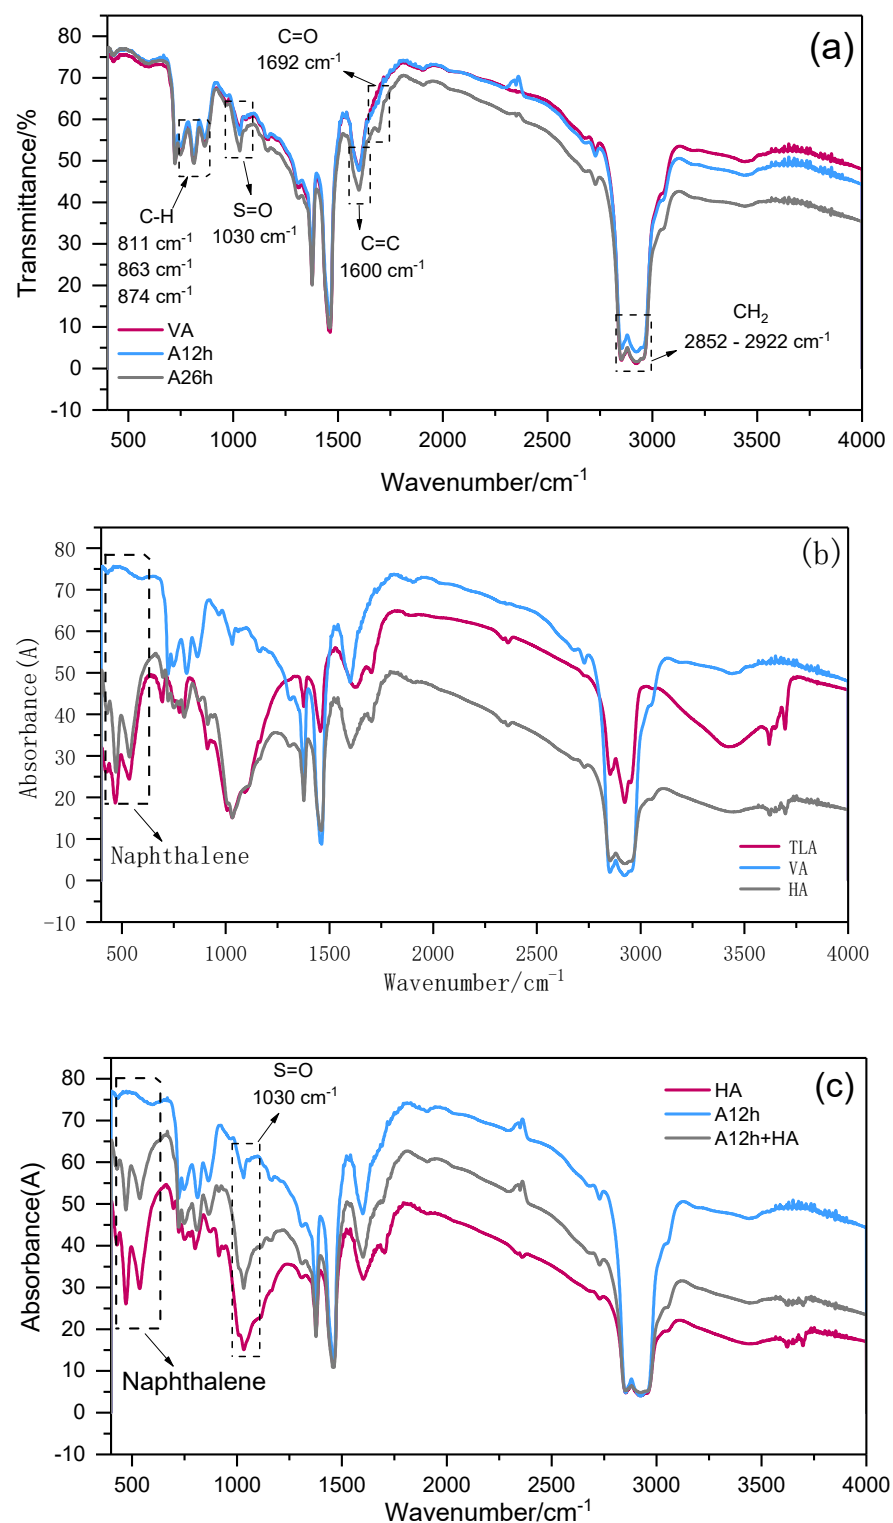 (a)
C=O
1692 cm-1
80
70
60
50
40
30
20
10
0
-10
Transmittance/%
C-H
811 cm-1
863 cm-1
874 cm-1
S=O
1030 cm-1
C=C
1600 cm-1
CH2
2852 - 2922 cm-1
VA
A12h
A26h
500 1000 1500 2000 2500 3000 3500 4000
Wavenumber/cm-1
(b)
80
70
60
50
40
30
20
10
0
-10
Absorbance(A)
Naphthalene
TLA
VA
HA
500 1000 1500 2000 2500 3000 3500 4000
Wavenumber/cm-1
(c)
S=O
1030 cm-1
HA
A12h
A12h+HA
80
70
60
50
40
30
20
10
0
-10
Absorbance(A)
Naphthalene
500 1000 1500 2000 2500 3000 3500 4000
Wavenumber/cm-1